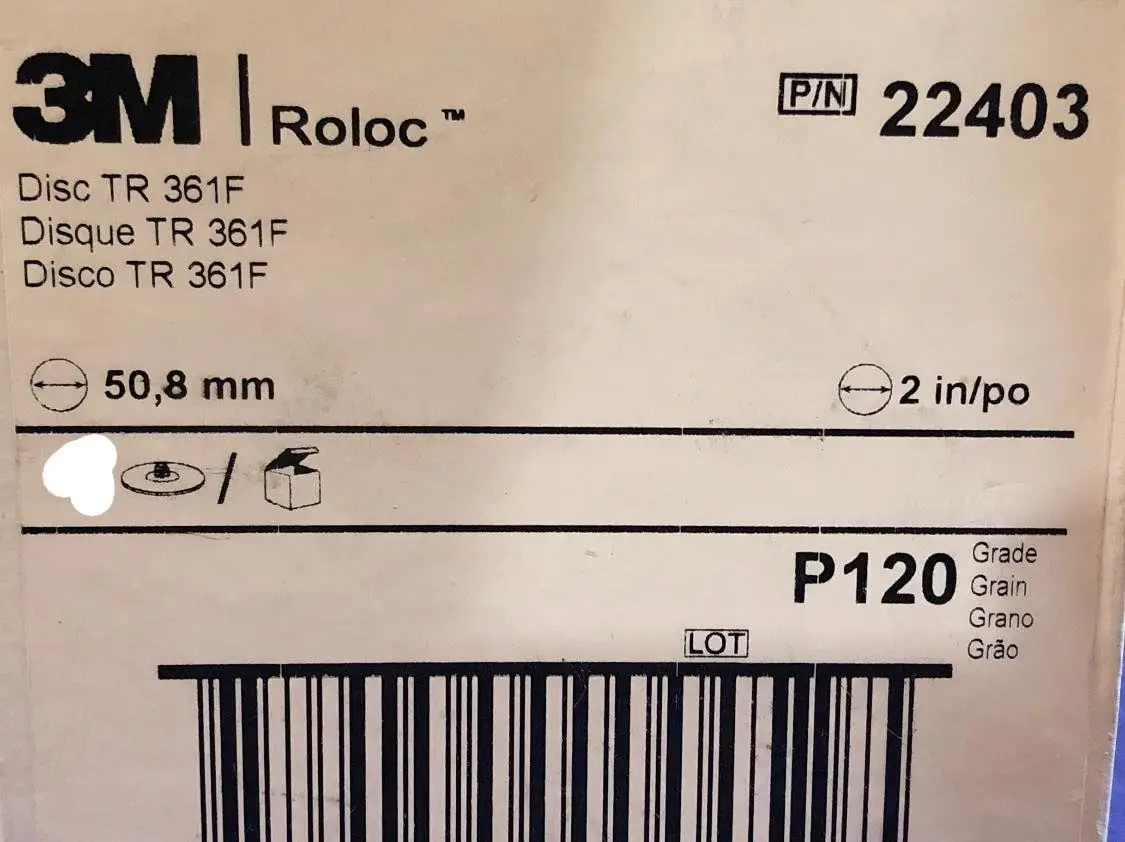 3M | Roloc™
P/N 22403
Disc TR 361F
Disque TR 361F
Disco TR 361F
50,8 mm
2 in/po
/
P120
Grade
Grain
Grano
Grão
LOT